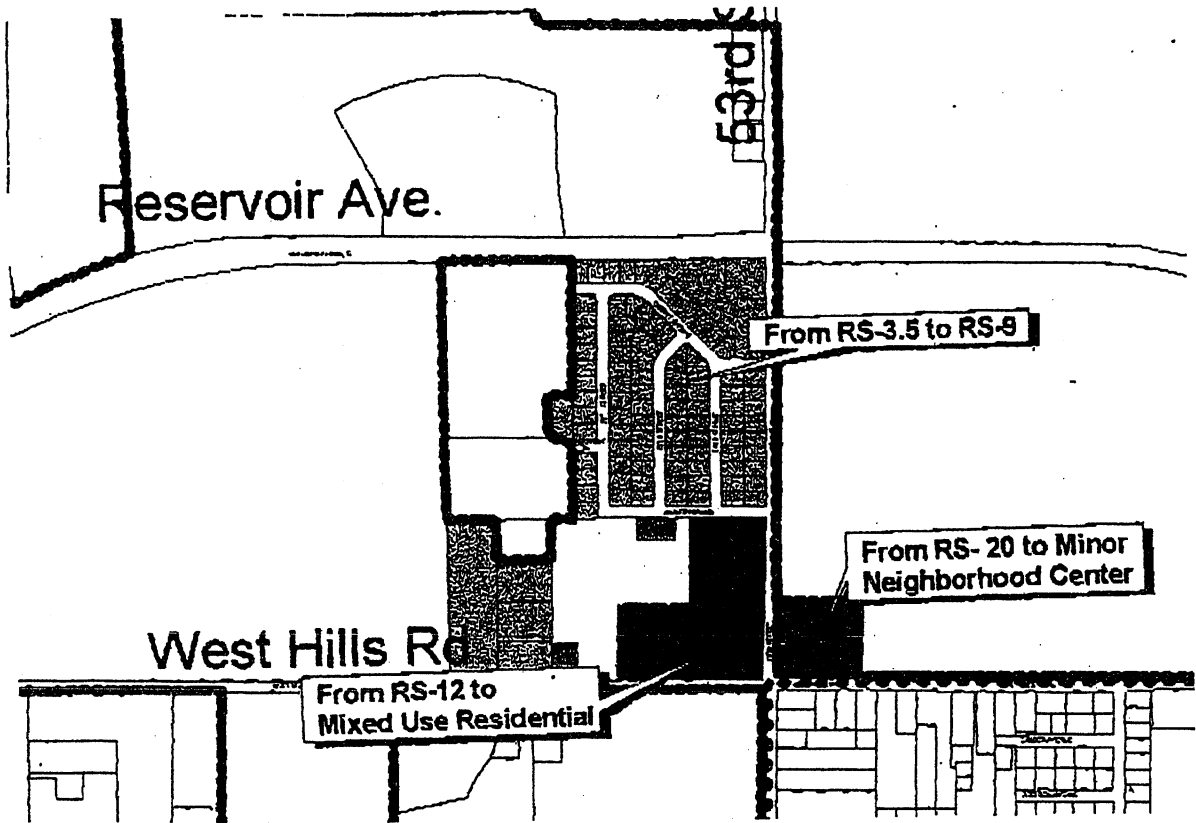 53rd S
Reservoir Ave.
From RS-3.5 to RS-9
From RS- 20 to Minor
Neighborhood Center
West Hills Rd
From RS-12 to
Mixed Use Residential